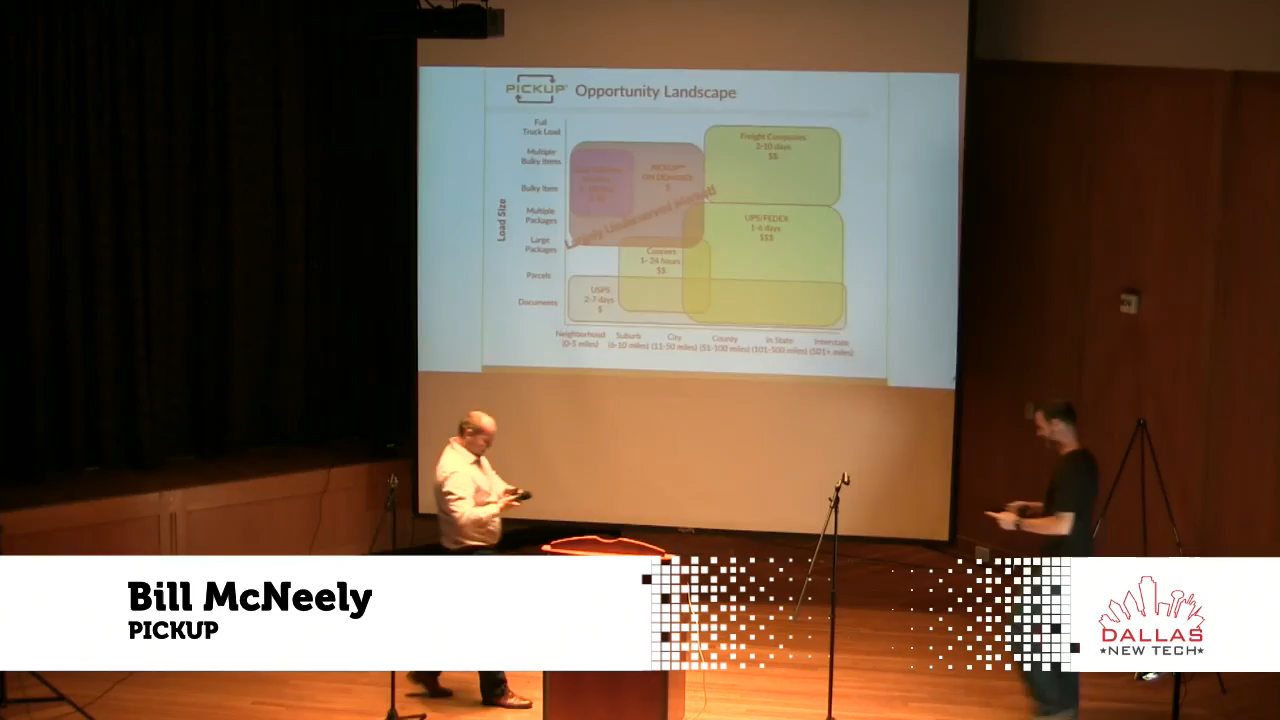 PICKUP
Opportunity Landscape
Full
Truck Load
Multiple
Bulky Items
Bulky Item
Multiple
Packages
Large
Packages
Parcels
Documents
Load Size
Freight Companies
2-10 days
$$
PICKUP
ON DEMAND
$
Largely Underserved Market!
UPS/FEDEX
1-6 days
$$$
Couriers
1- 24 hours
$$
USPS
2-7 days
$
Neighborhood
(0-5 miles)
Suburb
(6-10 miles)
City
(11-50 miles)
County
(51-100 miles)
In State
(101-500 miles)
Interstate
(501+ miles)
Bill McNeely
PICKUP
DALLAS
NEW TECH